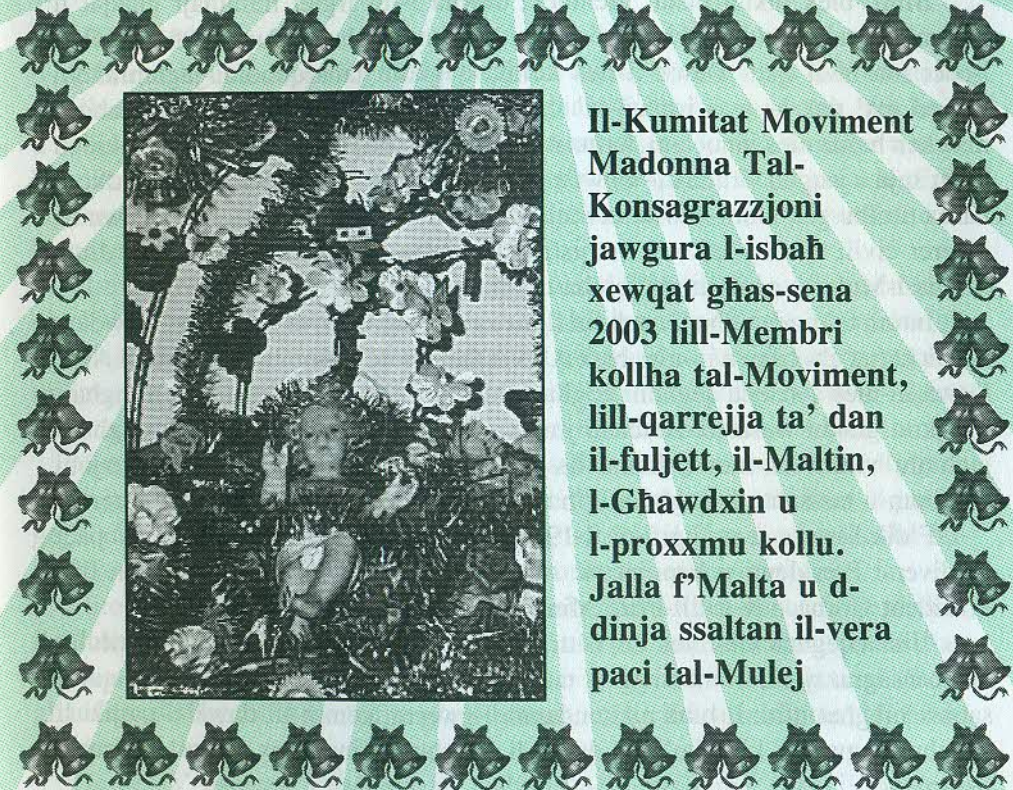 Il-Kumitat Moviment
Madonna Tal-
Konsagrazzjoni
jawgura l-isbaħ
xewqat għas-sena
2003 lill-Membri
kollha tal-Moviment,
lill-qarrejja ta’ dan
il-fuljett, il-Maltin,
l-Għawdxin u
l-proxxmu kollu.
Jalla f’Malta u d-
dinja ssaltan il-vera
paci tal-Mulej